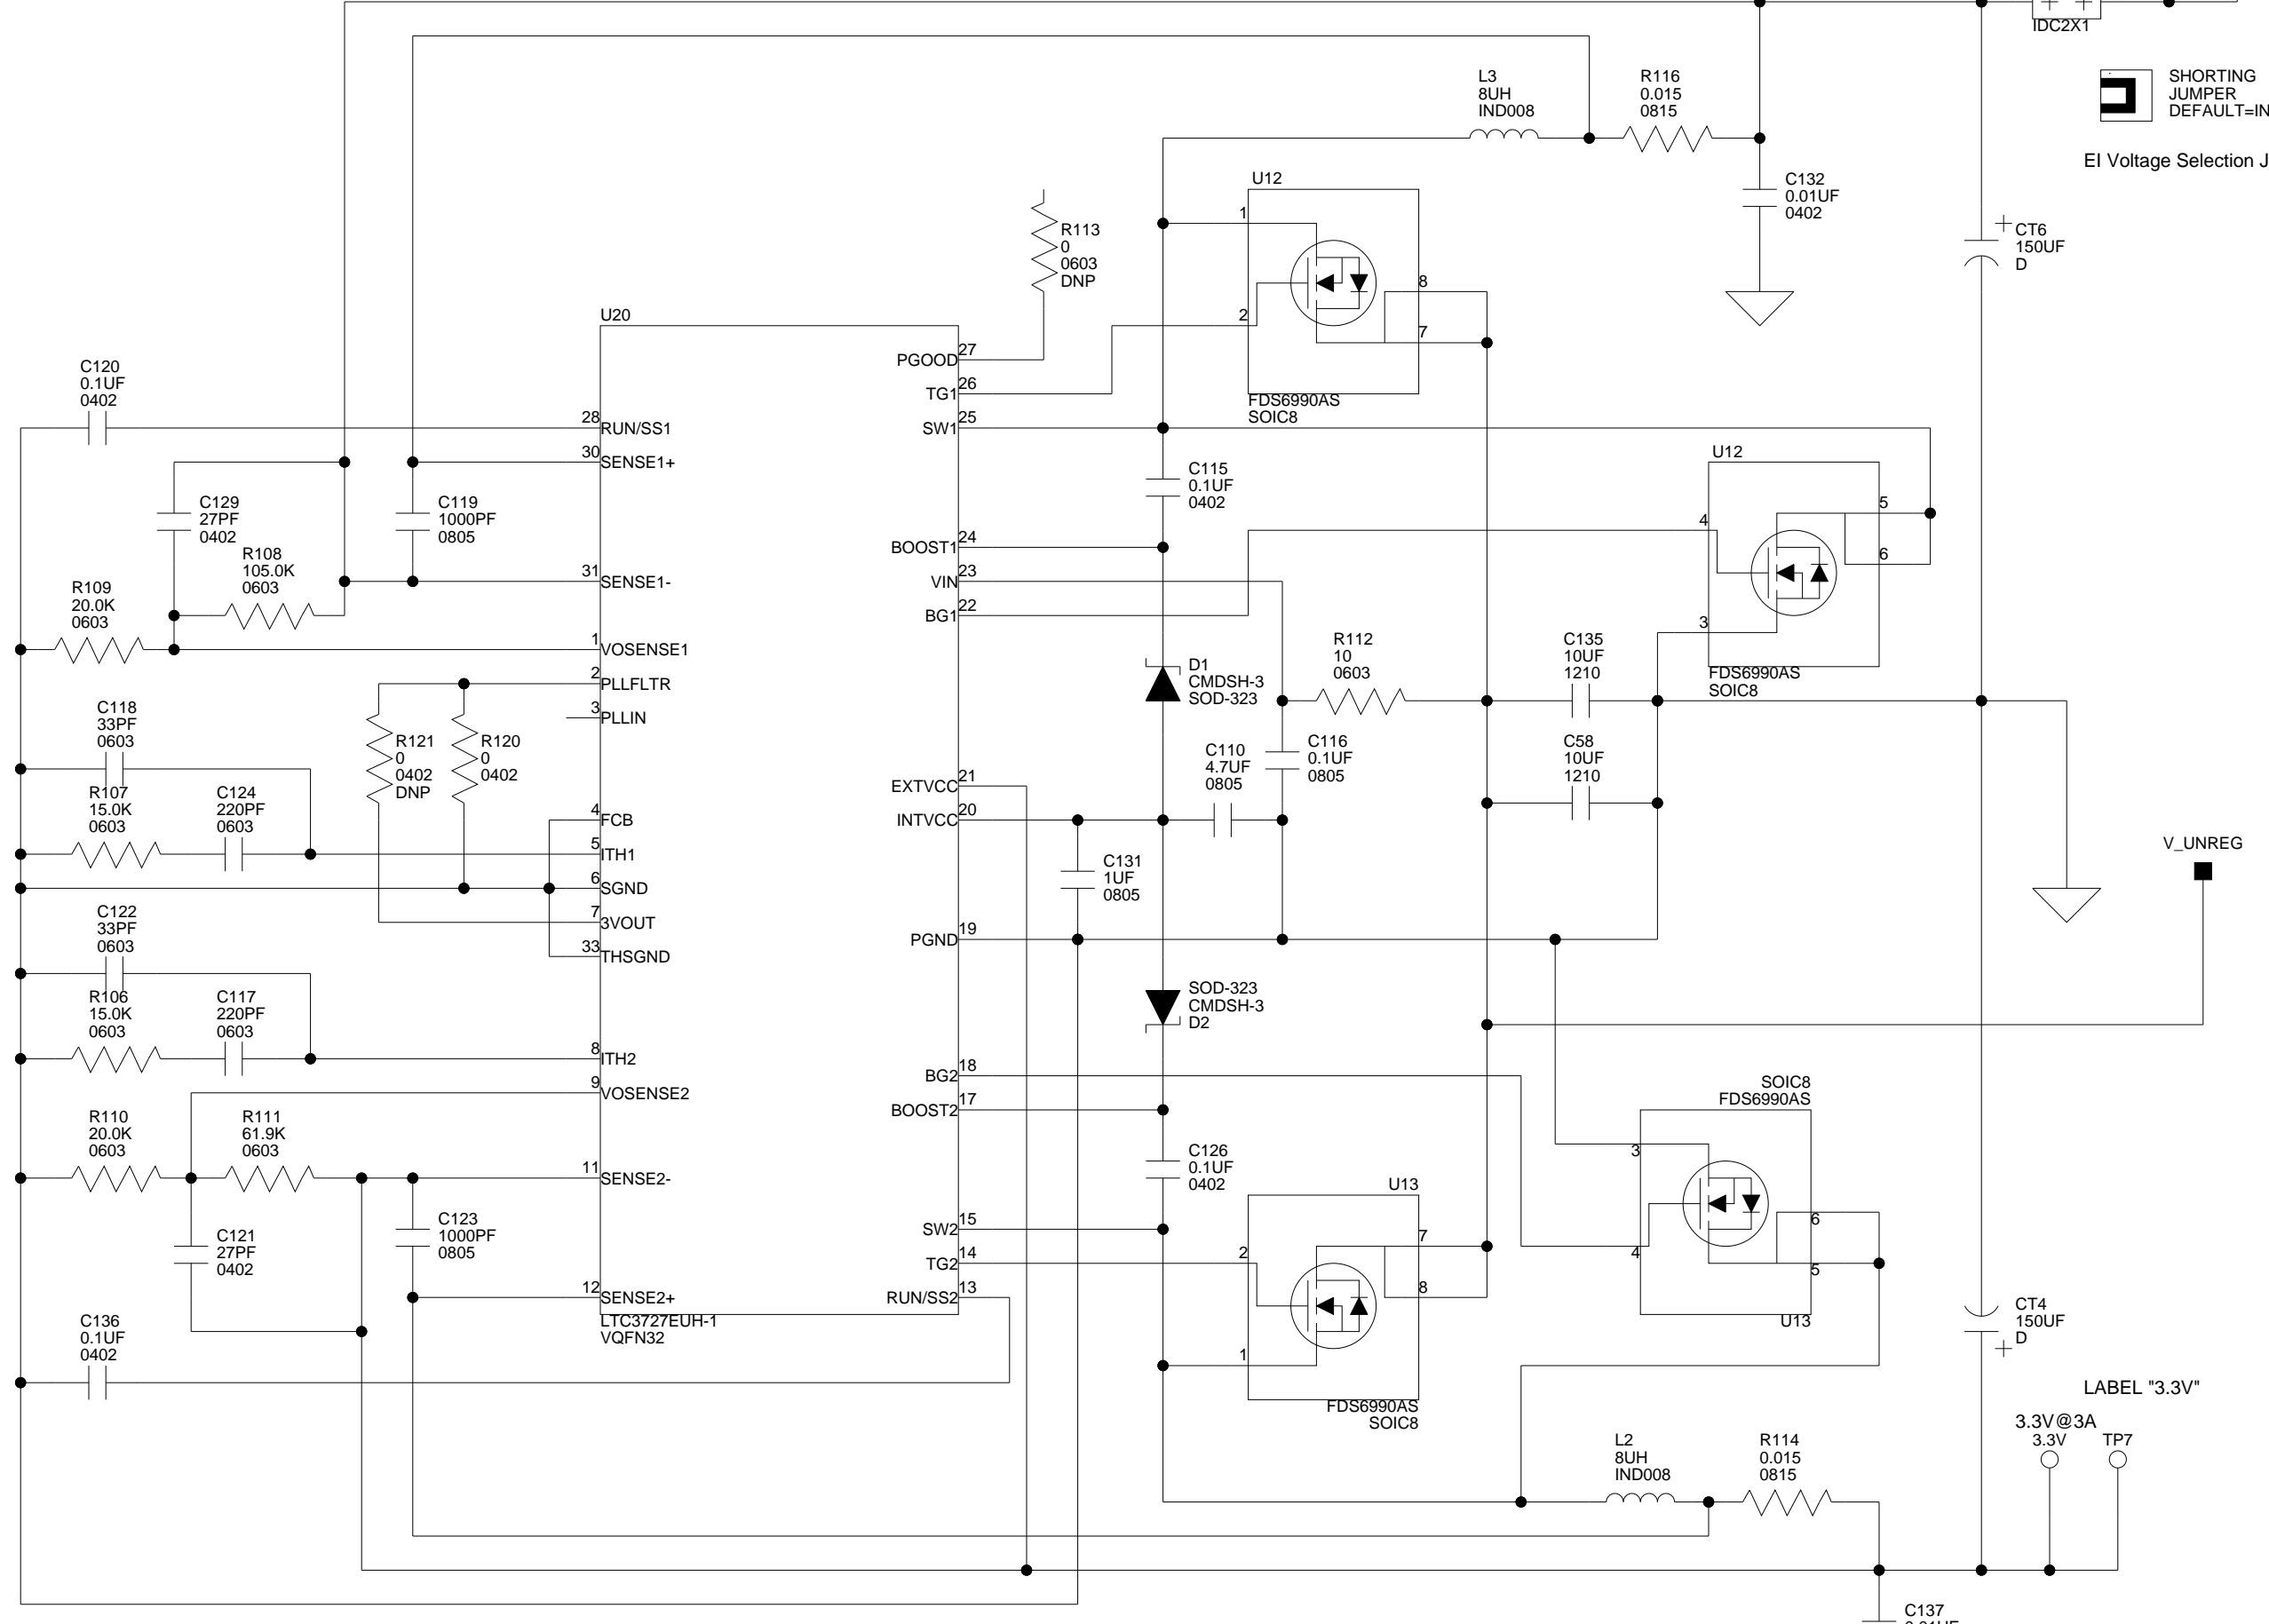 IDC2X1
SHORTING
JUMPER
DEFAULT=IN
EI Voltage Selection J
L3
8UH
IND008
R116
0.015
0815
C132
0.01UF
0402
CT6
150UF
D
R113
0
0603
DNP
U12
1
2
8
7
FDS6990AS
SOIC8
U20
PGOOD
27
TG1
26
SW1
25
BOOST1
24
VIN
23
BG1
22
EXTVCC
21
INTVCC
20
PGND
19
BG2
18
BOOST2
17
SW2
15
TG2
14
RUN/SS2
13
28
RUN/SS1
30
SENSE1+
31
SENSE1-
1
VOSENSE1
2
PLLFLTR
3
PLLIN
4
FCB
5
ITH1
6
SGND
7
3VOUT
33
THSGND
8
ITH2
9
VOSENSE2
11
SENSE2-
12
SENSE2+
LTC3727EUH-1
VQFN32
C120
0.1UF
0402
C129
27PF
0402
C119
1000PF
0805
R108
105.0K
0603
R109
20.0K
0603
C118
33PF
0603
R107
15.0K
0603
C124
220PF
0603
R121
0
0402
DNP
R120
0
0402
C122
33PF
0603
R106
15.0K
0603
C117
220PF
0603
R110
20.0K
0603
R111
61.9K
0603
C121
27PF
0402
C123
1000PF
0805
C136
0.1UF
0402
C115
0.1UF
0402
U12
4
3
5
6
FDS6990AS
SOIC8
D1
CMDSH-3
SOD-323
R112
10
0603
C135
10UF
1210
C110
4.7UF
0805
C116
0.1UF
0805
C58
10UF
1210
C131
1UF
0805
V_UNREG
SOD-323
CMDSH-3
D2
C126
0.1UF
0402
U13
2
1
7
8
FDS6990AS
SOIC8
SOIC8
FDS6990AS
3
4
6
5
U13
CT4
150UF
D
LABEL "3.3V"
3.3V@3A
3.3V
TP7
L2
8UH
IND008
R114
0.015
0815
C137